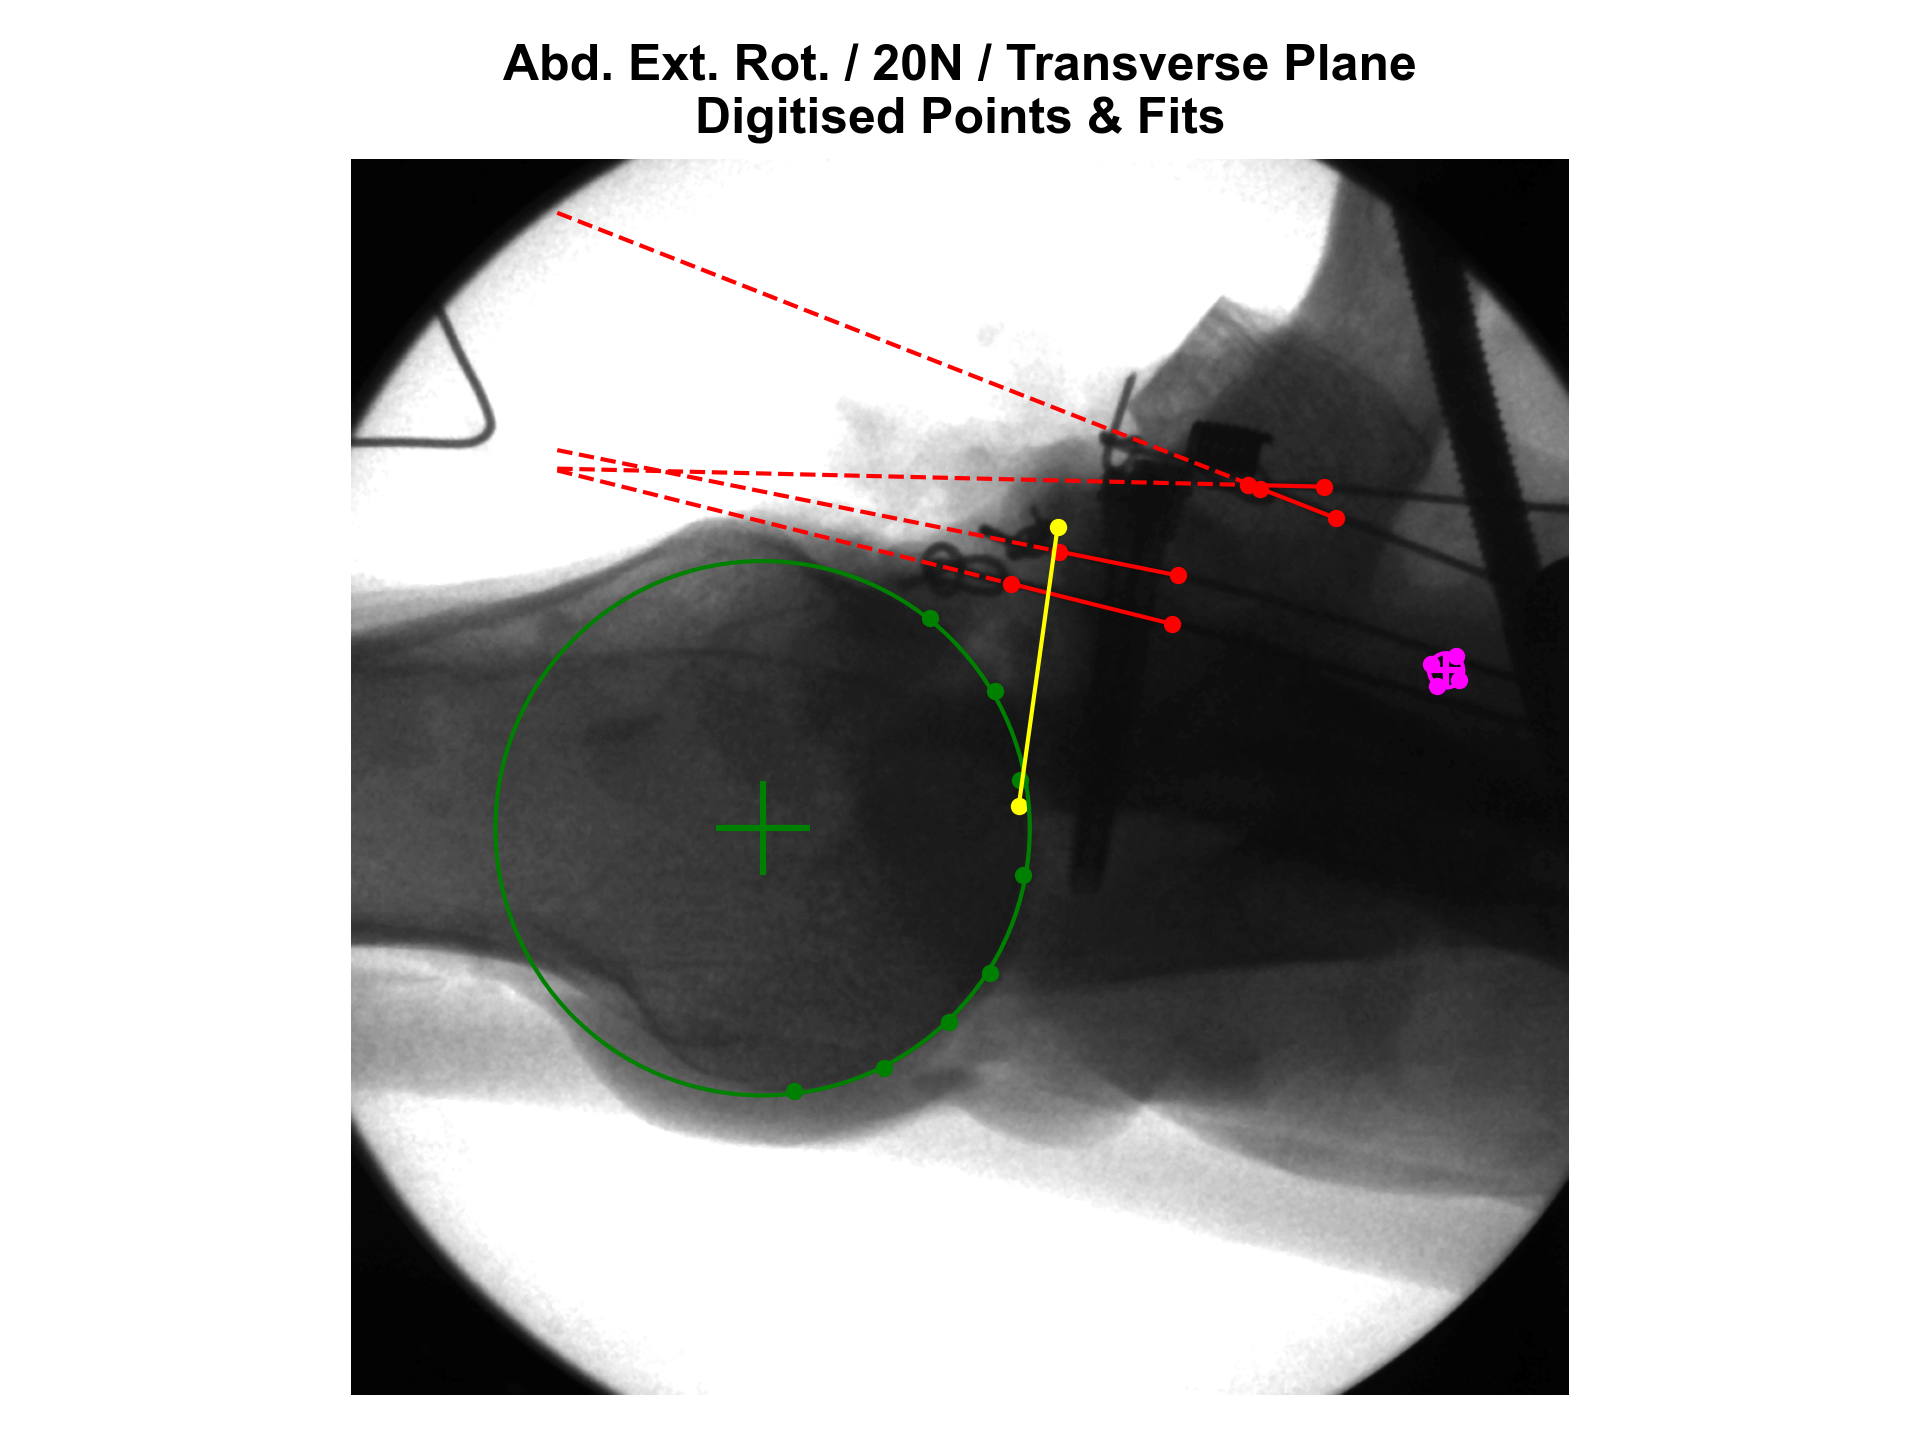 Abd. Ext. Rot. / 20N / Transverse Plane
Digitised Points & Fits